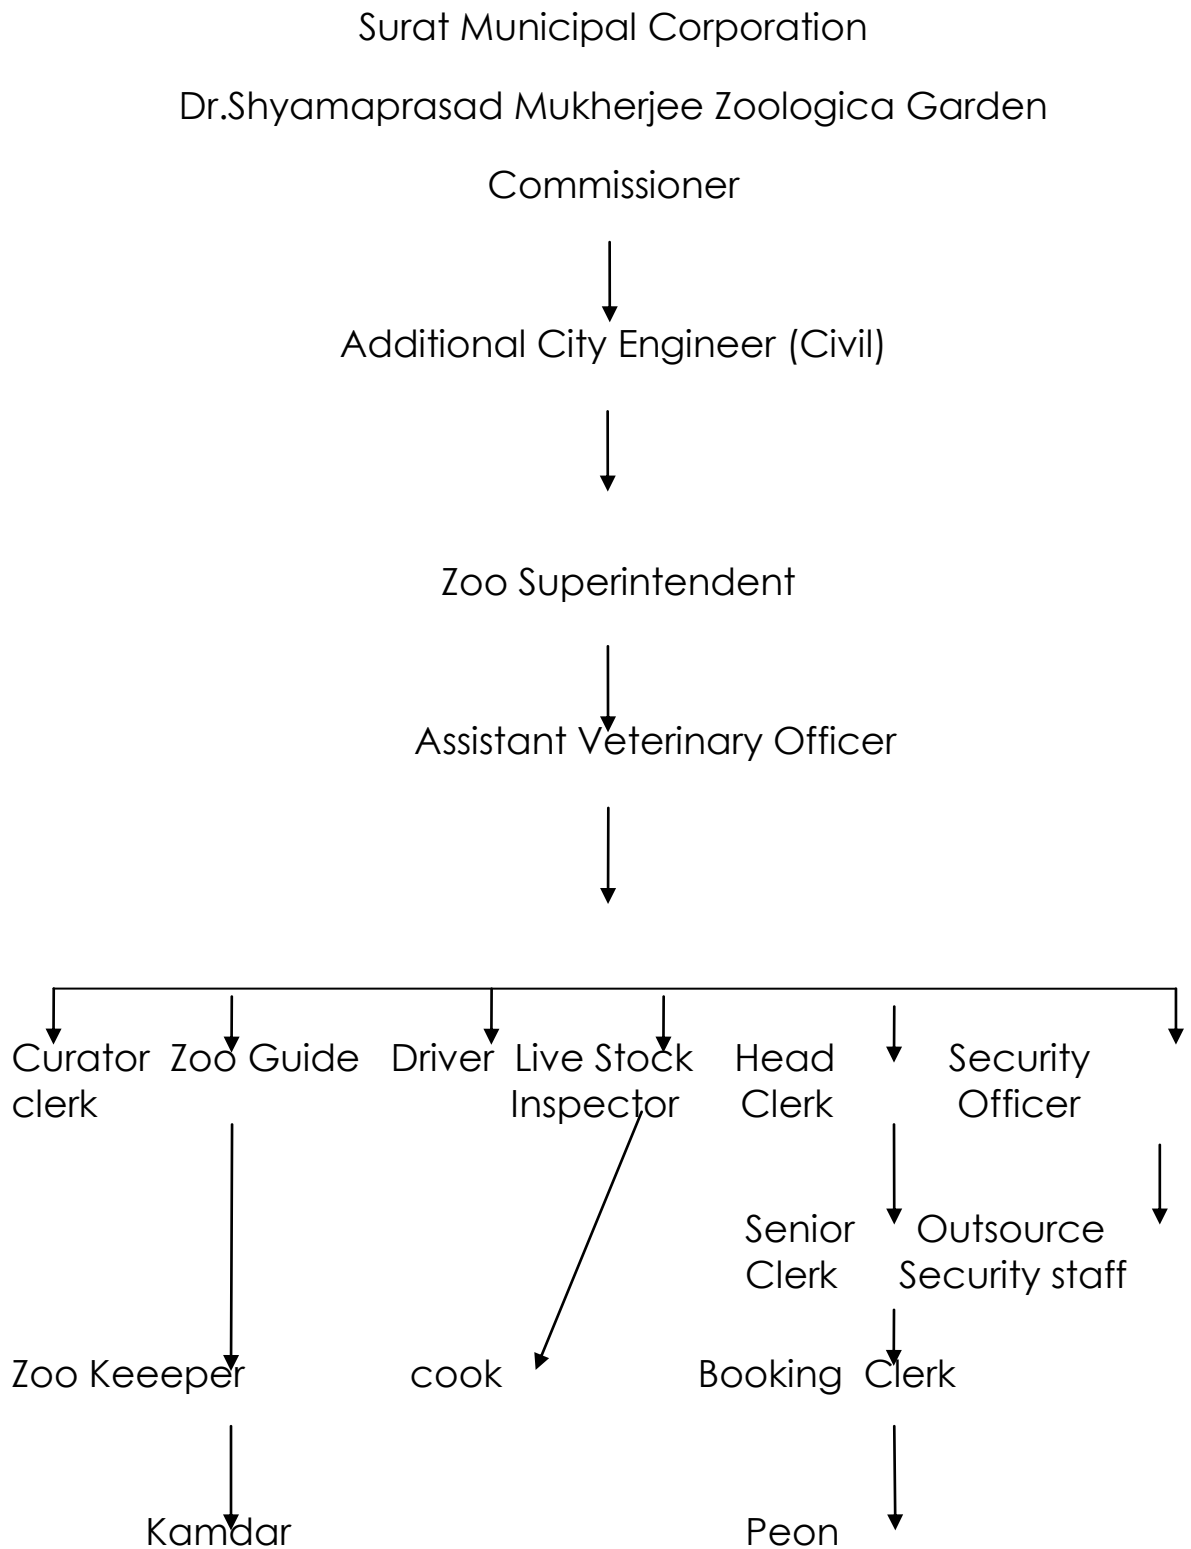 Surat Municipal Corporation
Dr.Shyamaprasad Mukherjee Zoologica Garden
Commissioner
Additional City Engineer (Civil)
Zoo Superintendent
Assistant Veterinary Officer
Curator Zoo Guide Driver Live Stock Head Security
clerk Inspector Clerk Officer
Senior Outsource
Clerk Security staff
Zoo Keeeper cook Booking Clerk
Kamdar Peon